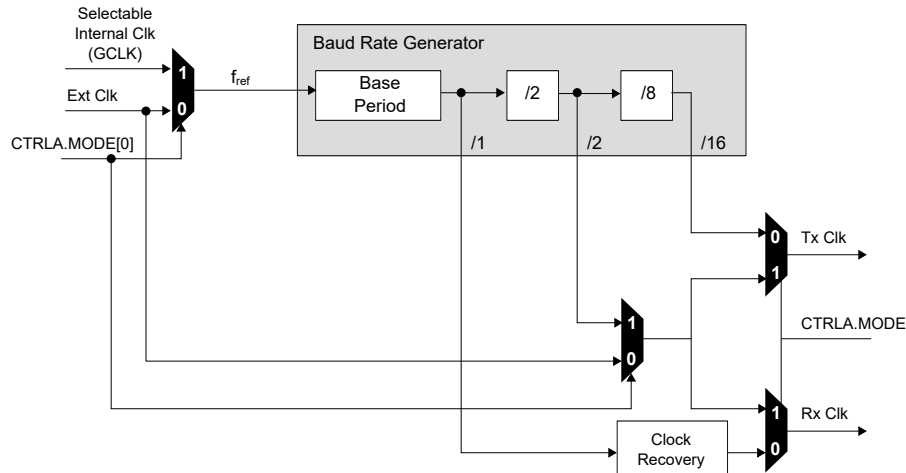 Selectable
Internal Clk
(GCLK)
Ext Clk
CTRLA.MODE[0]
1
0
fref
Baud Rate Generator
Base
Period
/2
/8
/1
/2
/16
0
1
Tx Clk
1
0
CTRLA.MODE
1
0
Rx Clk
Clock
Recovery